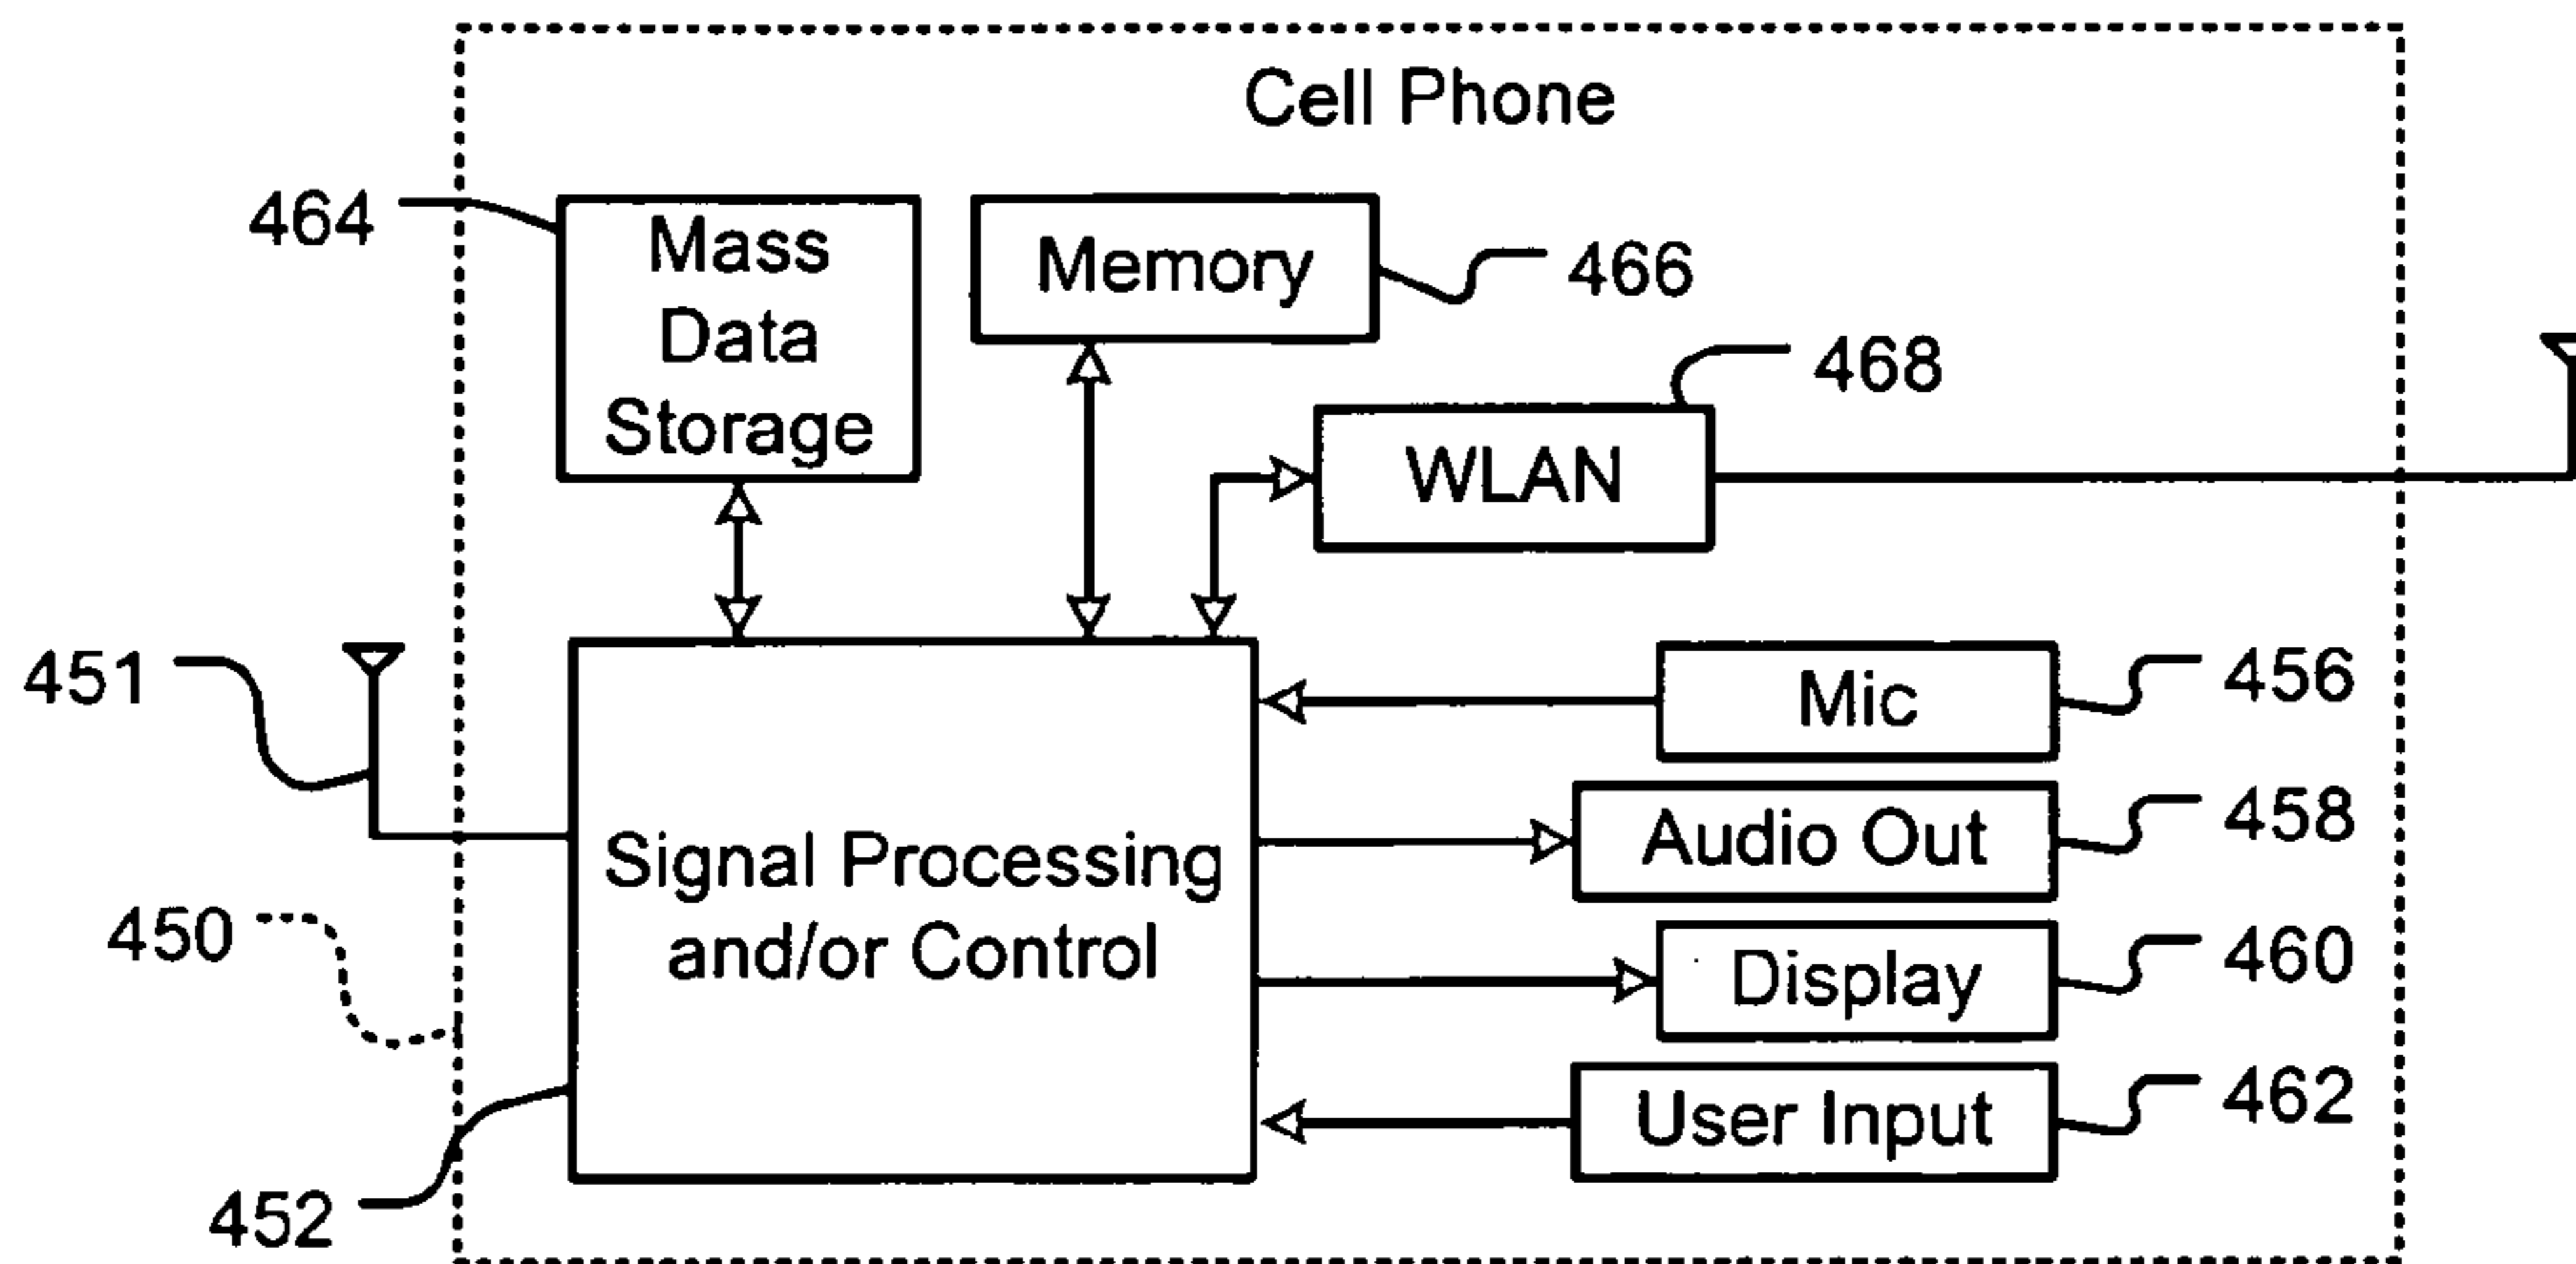 Cell Phone
464
Mass
Data
Storage
Memory
466
468
WLAN
451
Mic
456
Audio Out
458
Signal Processing
and/or Control
450
Display
460
User Input
462
452